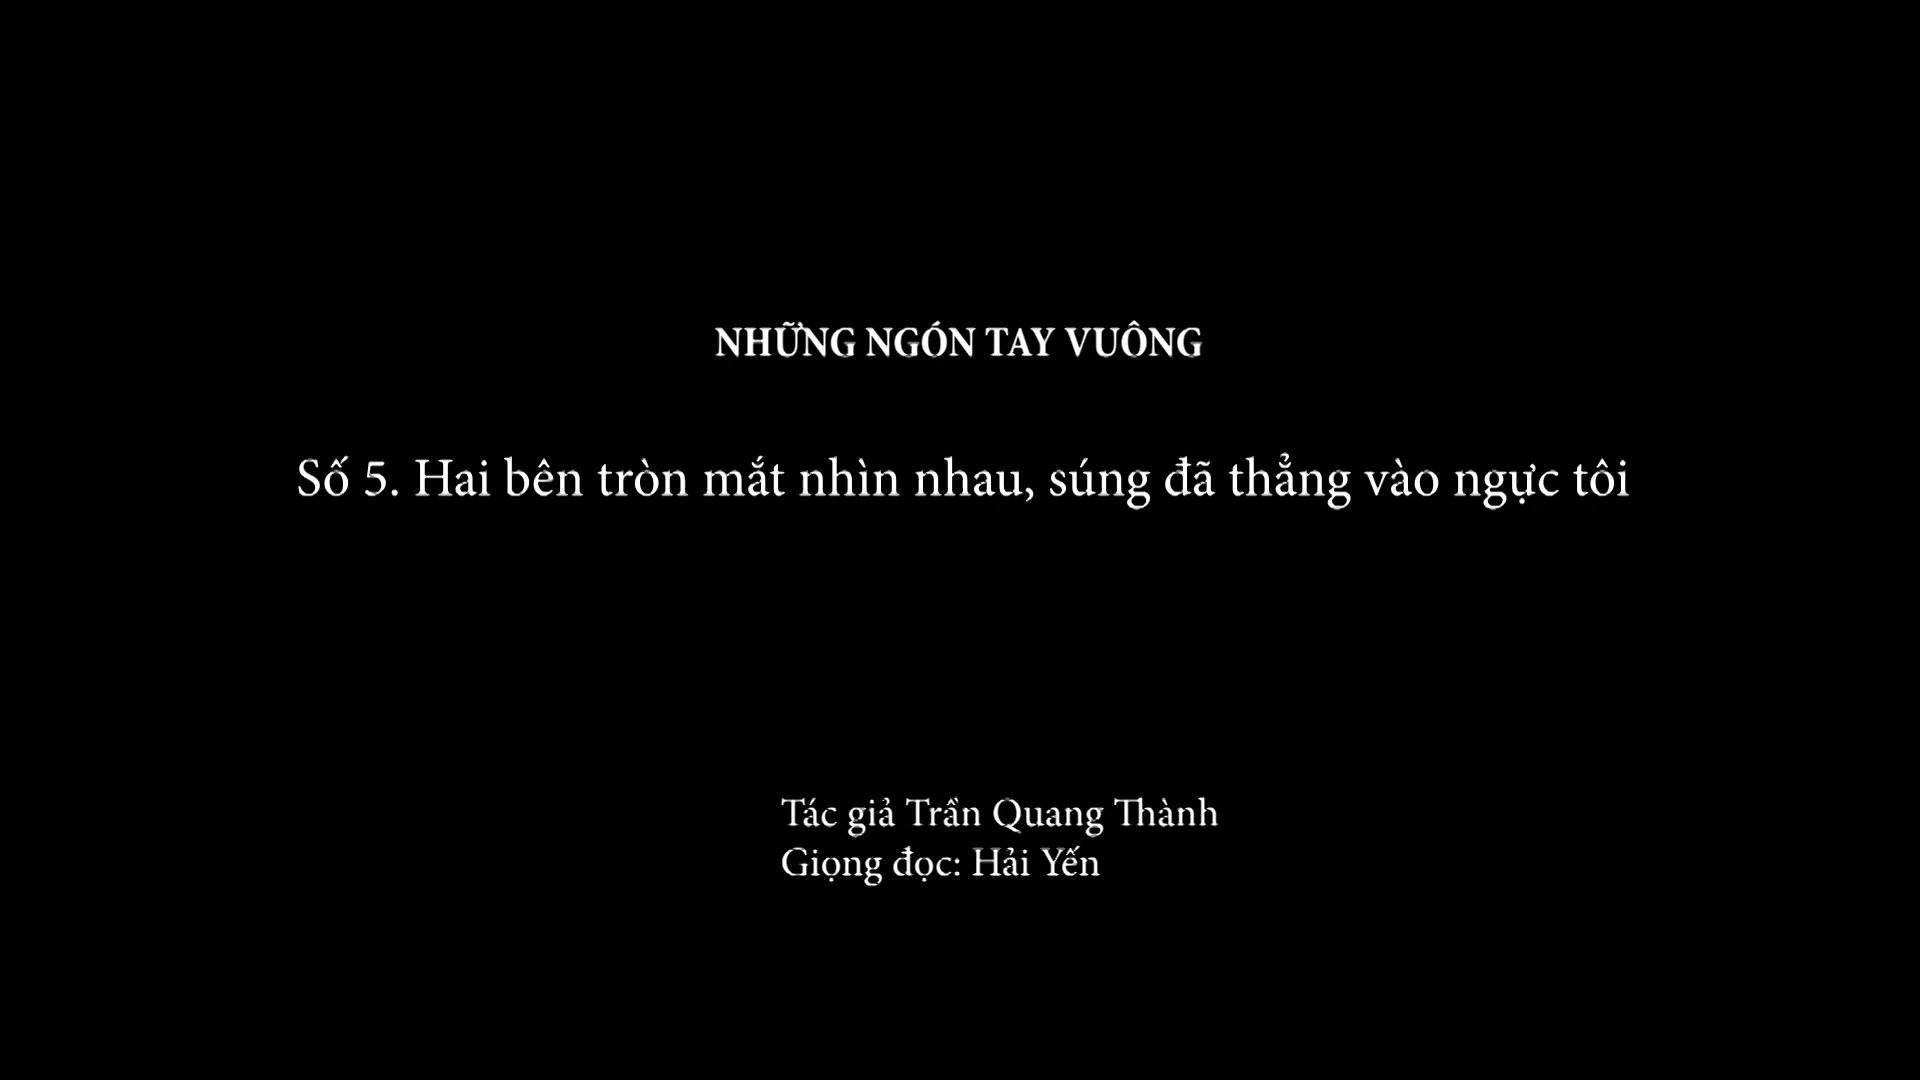 NHỮNG NGÓN TAY VUÔNG
Số 5. Hai bên tròn mắt nhìn nhau, súng đã thẳng vào ngực tôi
Tác giả Trần Quang Thành
Giọng đọc: Hải Yến